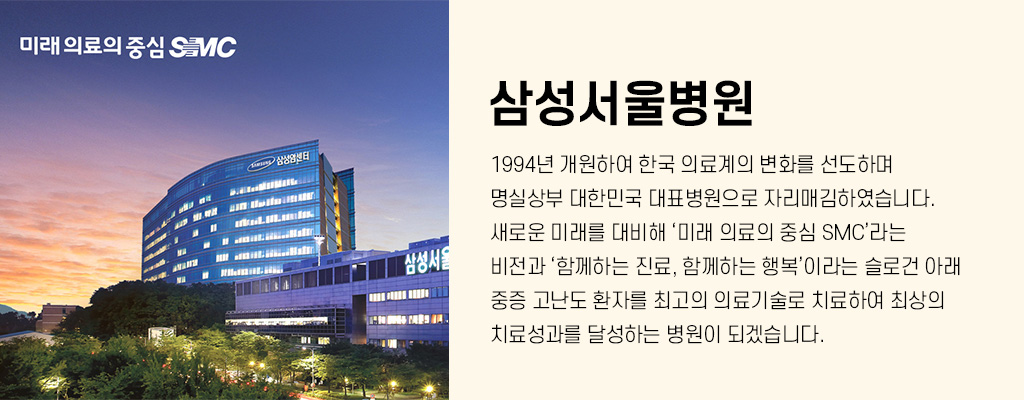 미래 의료의 중심 SMC
SAMSUNG 삼성암센터
삼성서울
삼성서울병원
1994년 개원하여 한국 의료계의 변화를 선도하며
명실상부 대한민국 대표병원으로 자리매김하였습니다.
새로운 미래를 대비해 ‘미래 의료의 중심 SMC’라는
비전과 ‘함께하는 진료, 함께하는 행복’이라는 슬로건 아래
중증 고난도 환자를 최고의 의료기술로 치료하여 최상의
치료성과를 달성하는 병원이 되겠습니다.